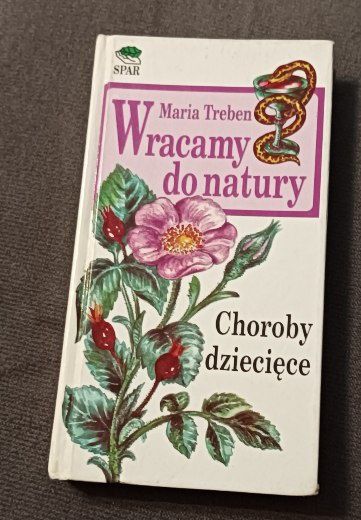 SPAR
Maria Treben
Wracamy
do natury
Choroby
dziecięce